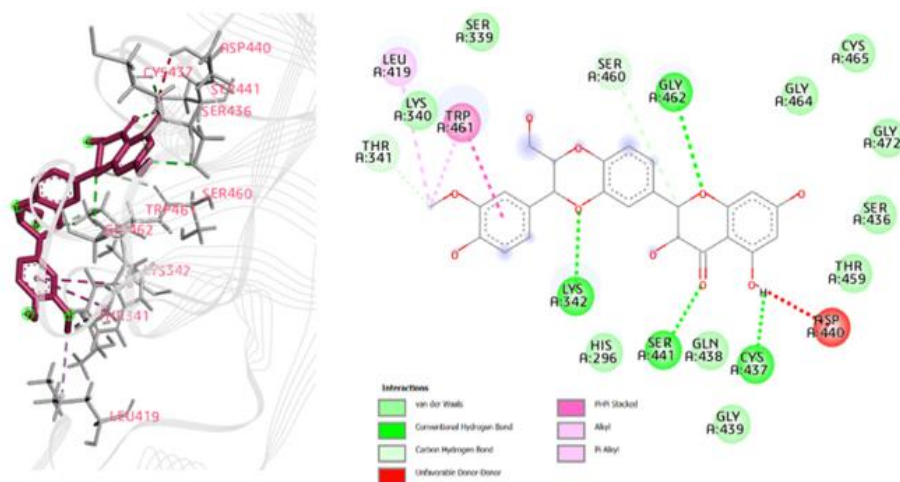 ASP440
CYS437
SER441
SER436
SER460
TRP461
LYS342
THR341
LEU419
SER
A:339
LEU
A:419
LYS
A:340
TRP
A:461
THR
A:341
SER
A:460
GLY
A:462
CYS
A:465
GLY
A:464
GLY
A:472
SER
A:436
THR
A:459
ASP
A:440
LYS
A:342
HIS
A:296
SER
A:441
GLN
A:438
CYS
A:437
GLY
A:439
O
O
O
O
O
O
O
O
O
O
H
Interactions
van der Waals
Conventional Hydrogen Bond
Carbon Hydrogen Bond
Unfavorable Donor-Donor
Pi-Pi Stacked
Alkyl
Pi-Alkyl